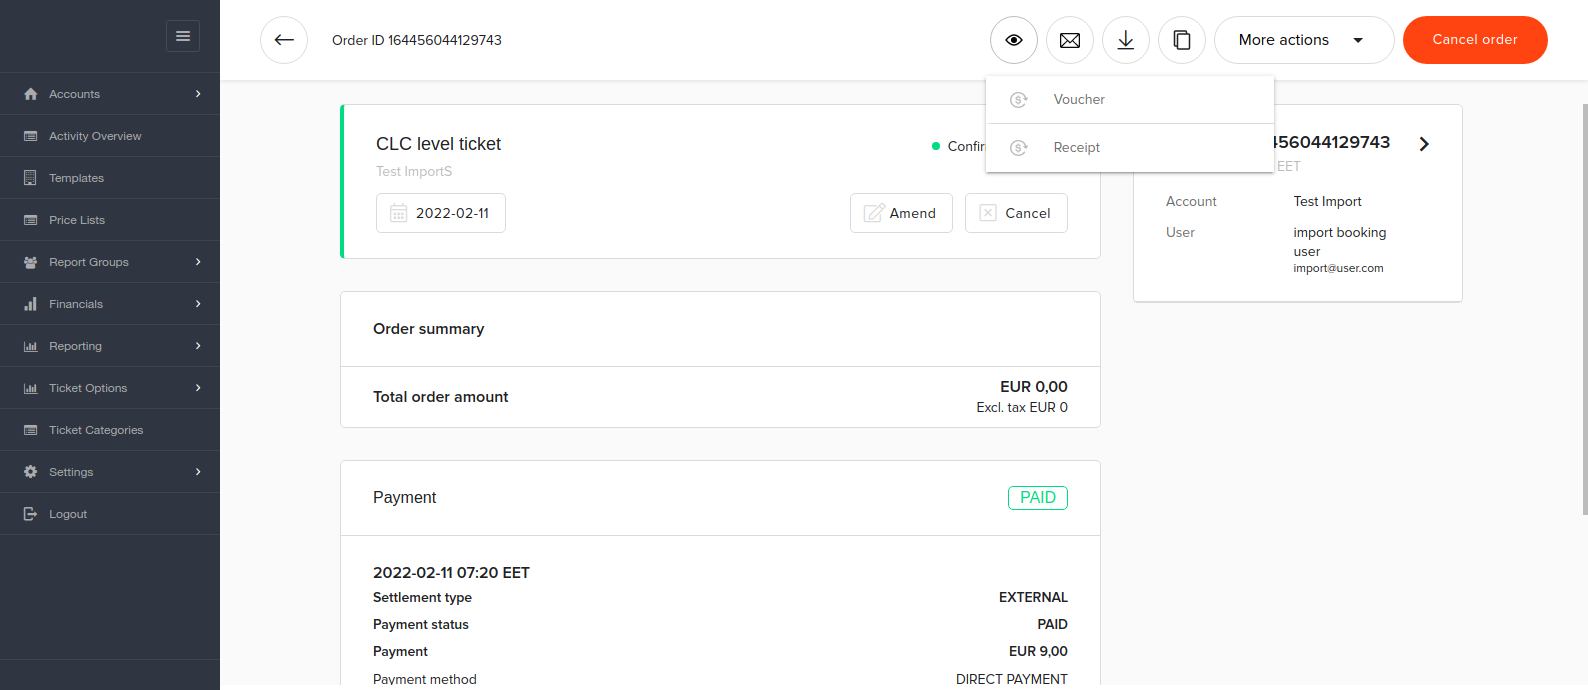 Order ID 164456044129743
More actions
Cancel order
Accounts
Activity Overview
Templates
Price Lists
Report Groups
Financials
Reporting
Ticket Options
Ticket Categories
Settings
Logout
Voucher
Receipt
CLC level ticket
Test ImportS
2022-02-11
Amend
Cancel
456044129743
EET
Account
Test Import
User
import booking
user
import@user.com
Order summary
Total order amount
EUR 0,00
Excl. tax EUR 0
Payment
PAID
2022-02-11 07:20 EET
Settlement type
EXTERNAL
Payment status
PAID
Payment
EUR 9,00
Payment method
DIRECT PAYMENT